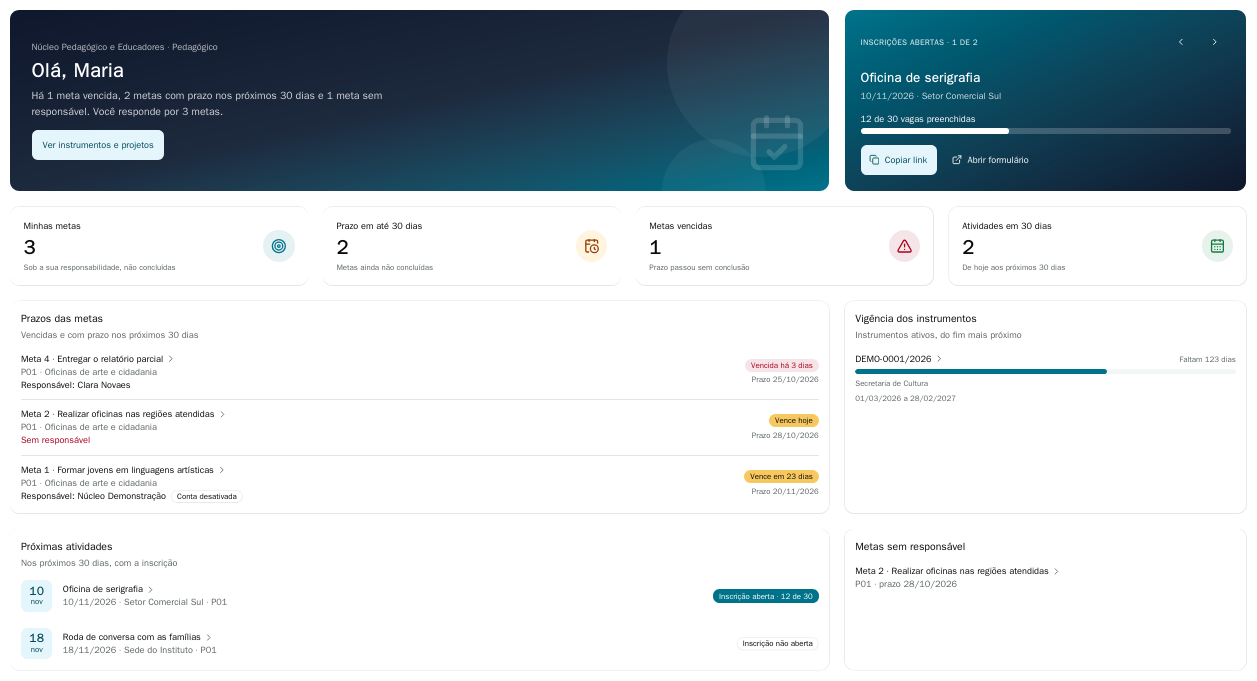 Núcleo Pedagógico e Educadores · Pedagógico
Olá, Maria
Há 1 meta vencida, 2 metas com prazo nos próximos 30 dias e 1 meta sem
responsável. Você responde por 3 metas.
Ver instrumentos e projetos
INSCRIÇÕES ABERTAS · 1 DE 2
Oficina de serigrafia
10/11/2026 · Setor Comercial Sul
12 de 30 vagas preenchidas
Copiar link
Abrir formulário
Minhas metas
3
Sob a sua responsabilidade, não concluídas
Prazo em até 30 dias
2
Metas ainda não concluídas
Metas vencidas
1
Prazo passou sem conclusão
Atividades em 30 dias
2
De hoje aos próximos 30 dias
Prazos das metas
Vencidas e com prazo nos próximos 30 dias
Meta 4 · Entregar o relatório parcial
P01 · Oficinas de arte e cidadania
Responsável: Clara Novaes
Vencida há 3 dias
Prazo 25/10/2026
Meta 2 · Realizar oficinas nas regiões atendidas
P01 · Oficinas de arte e cidadania
Sem responsável
Vence hoje
Prazo 28/10/2026
Meta 1 · Formar jovens em linguagens artísticas
P01 · Oficinas de arte e cidadania
Responsável: Núcleo Demonstração Conta desativada
Vence em 23 dias
Prazo 20/11/2026
Vigência dos instrumentos
Instrumentos ativos, do fim mais próximo
DEMO-0001/2026
Faltam 123 dias
Secretaria de Cultura
01/03/2026 a 28/02/2027
Próximas atividades
Nos próximos 30 dias, com a inscrição
10
nov
Oficina de serigrafia
10/11/2026 · Setor Comercial Sul · P01
Inscrição aberta · 12 de 30
18
nov
Roda de conversa com as famílias
18/11/2026 · Sede do Instituto · P01
Inscrição não aberta
Metas sem responsável
Meta 2 · Realizar oficinas nas regiões atendidas
P01 · prazo 28/10/2026